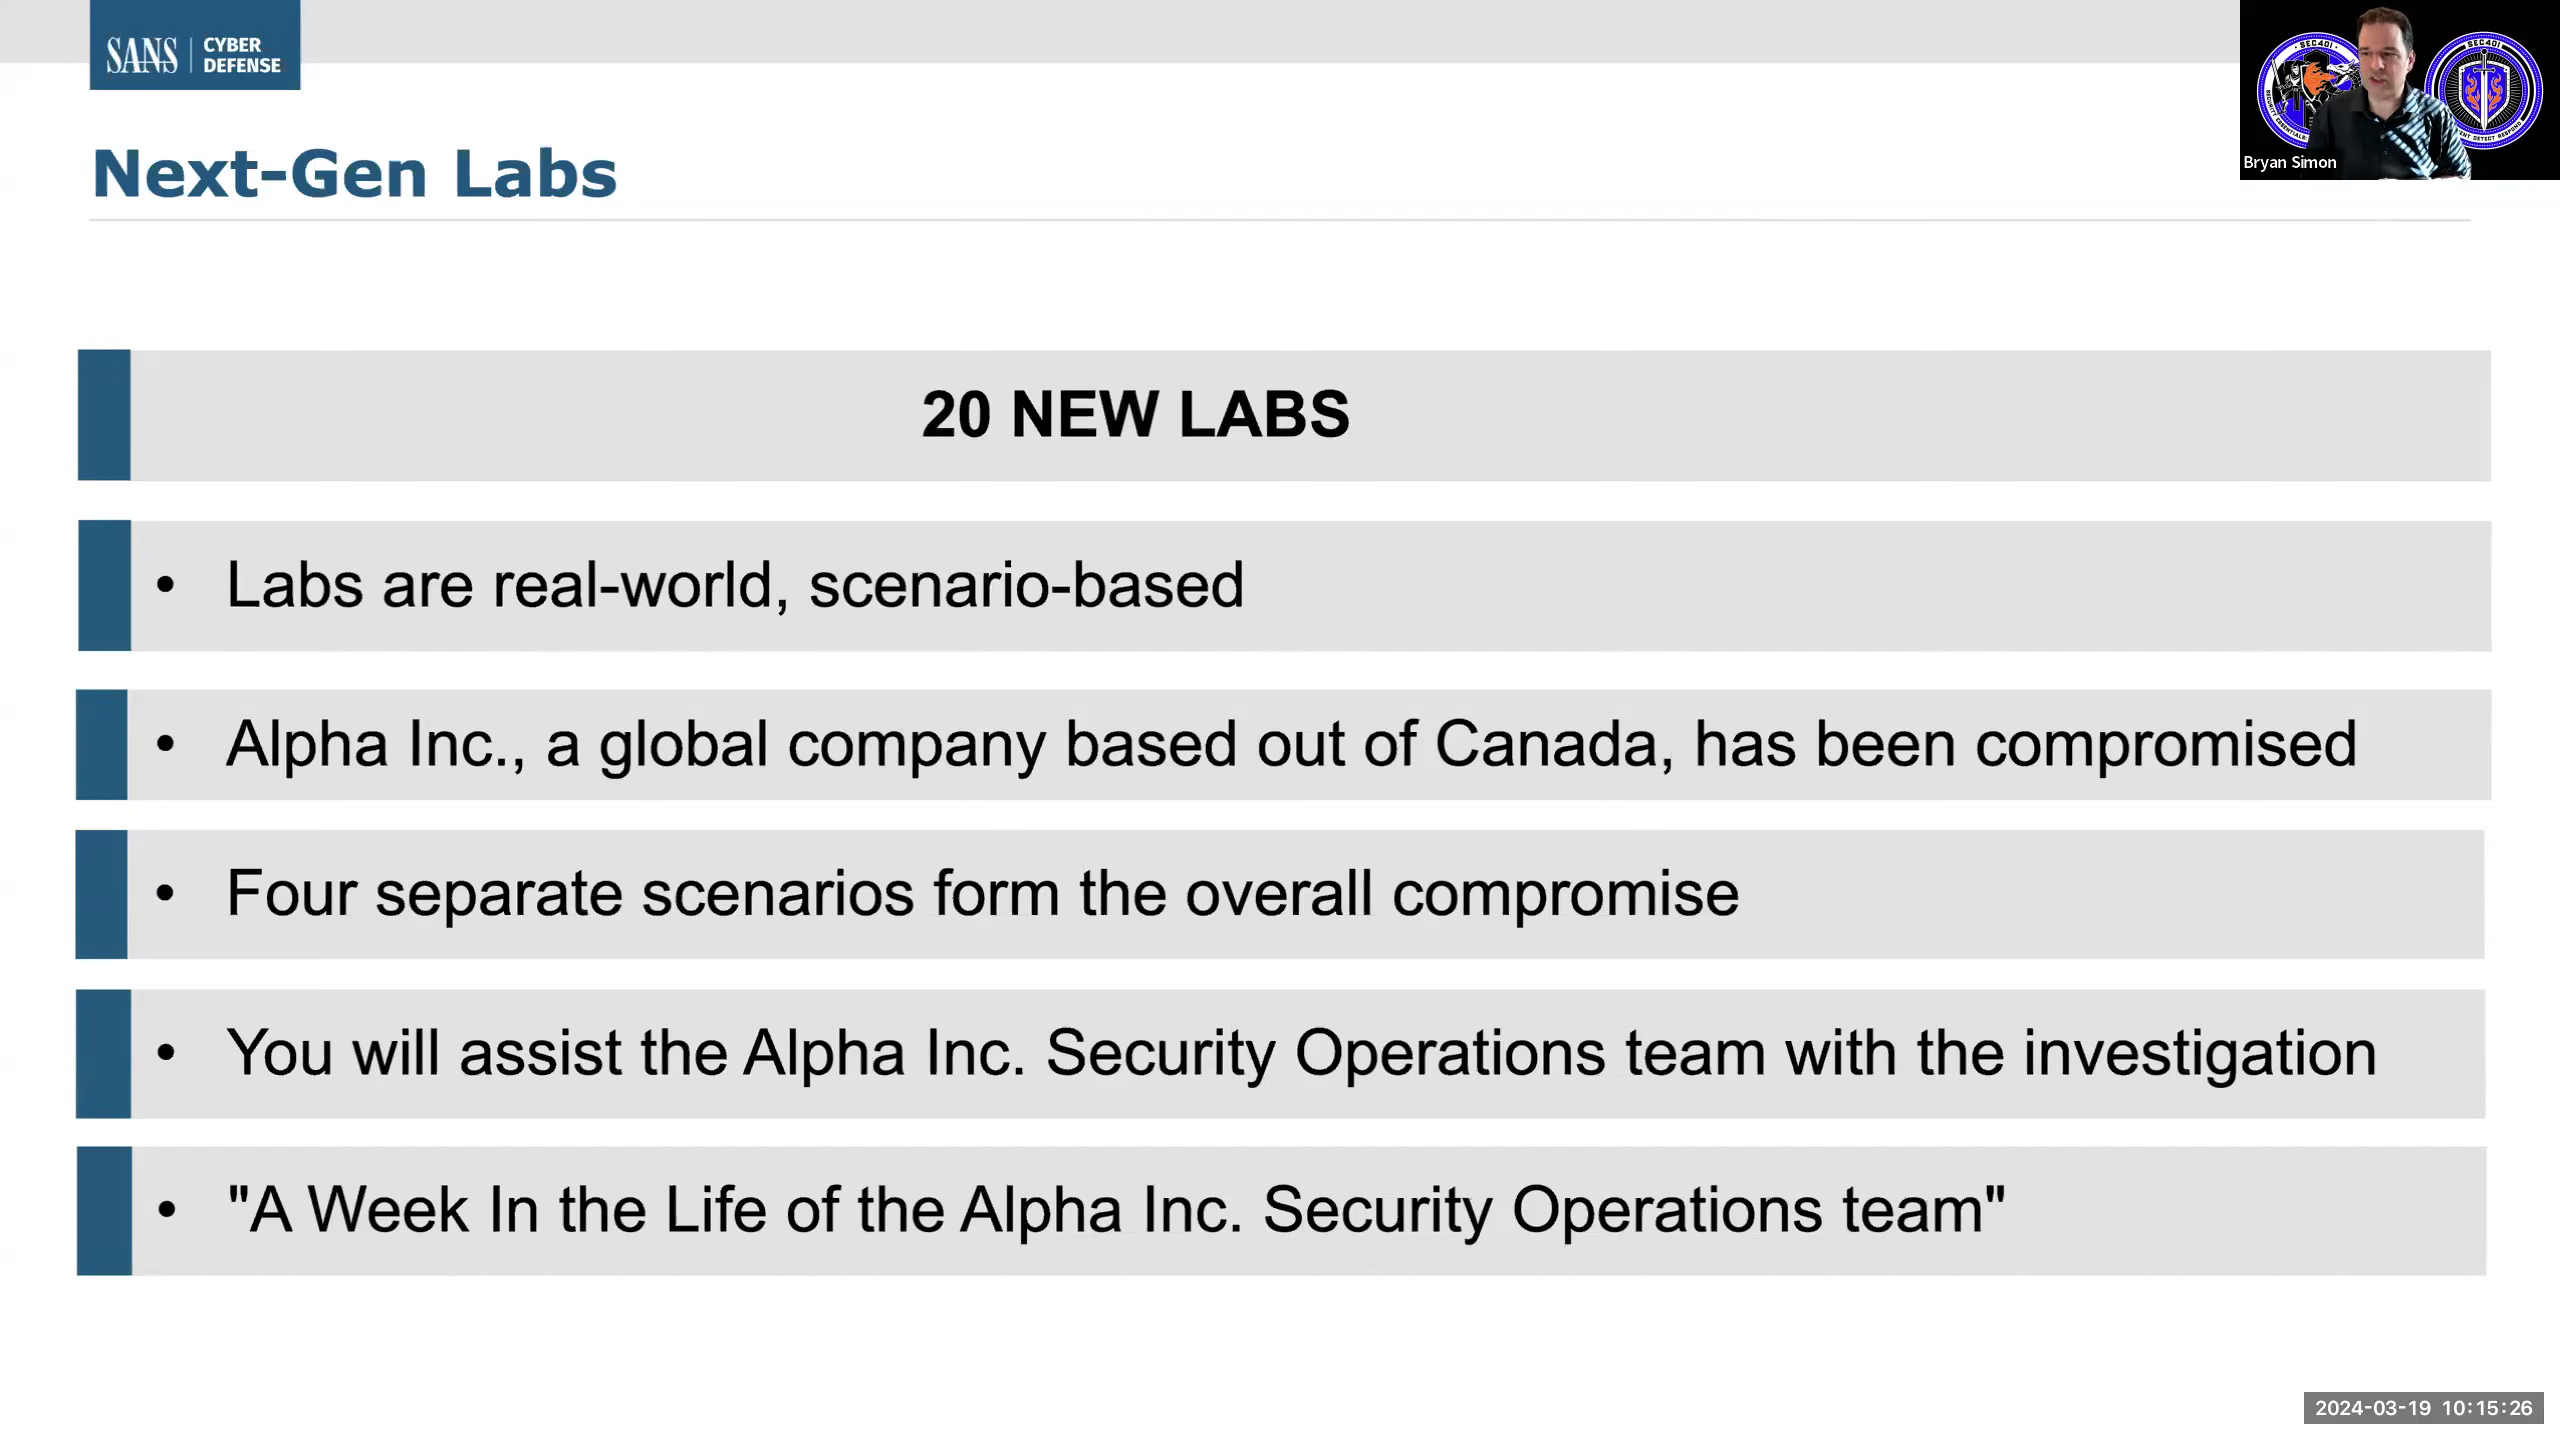 SANS | CYBER DEFENSE
Next-Gen Labs
SEC401
SEC401
Bryan Simon
20 NEW LABS
• Labs are real-world, scenario-based
• Alpha Inc., a global company based out of Canada, has been compromised
• Four separate scenarios form the overall compromise
• You will assist the Alpha Inc. Security Operations team with the investigation
• "A Week In the Life of the Alpha Inc. Security Operations team"
2024-03-19 10:15:26